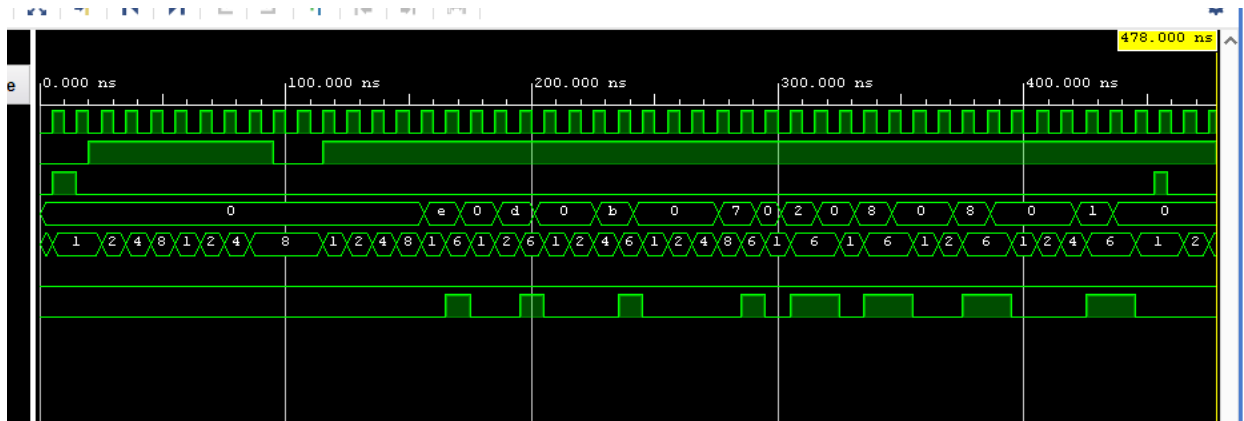 478.000 ns
e
0.000 ns 100.000 ns 200.000 ns 300.000 ns 400.000 ns
0 e 0 d 0 b 0 7 0 2 0 8 0 8 0 1 0
1 2 4 8 1 2 4 8 1 2 4 8 1 6 1 2 6 1 2 4 6 1 2 4 8 6 1 6 1 6 1 2 6 1 2 4 6 1 2